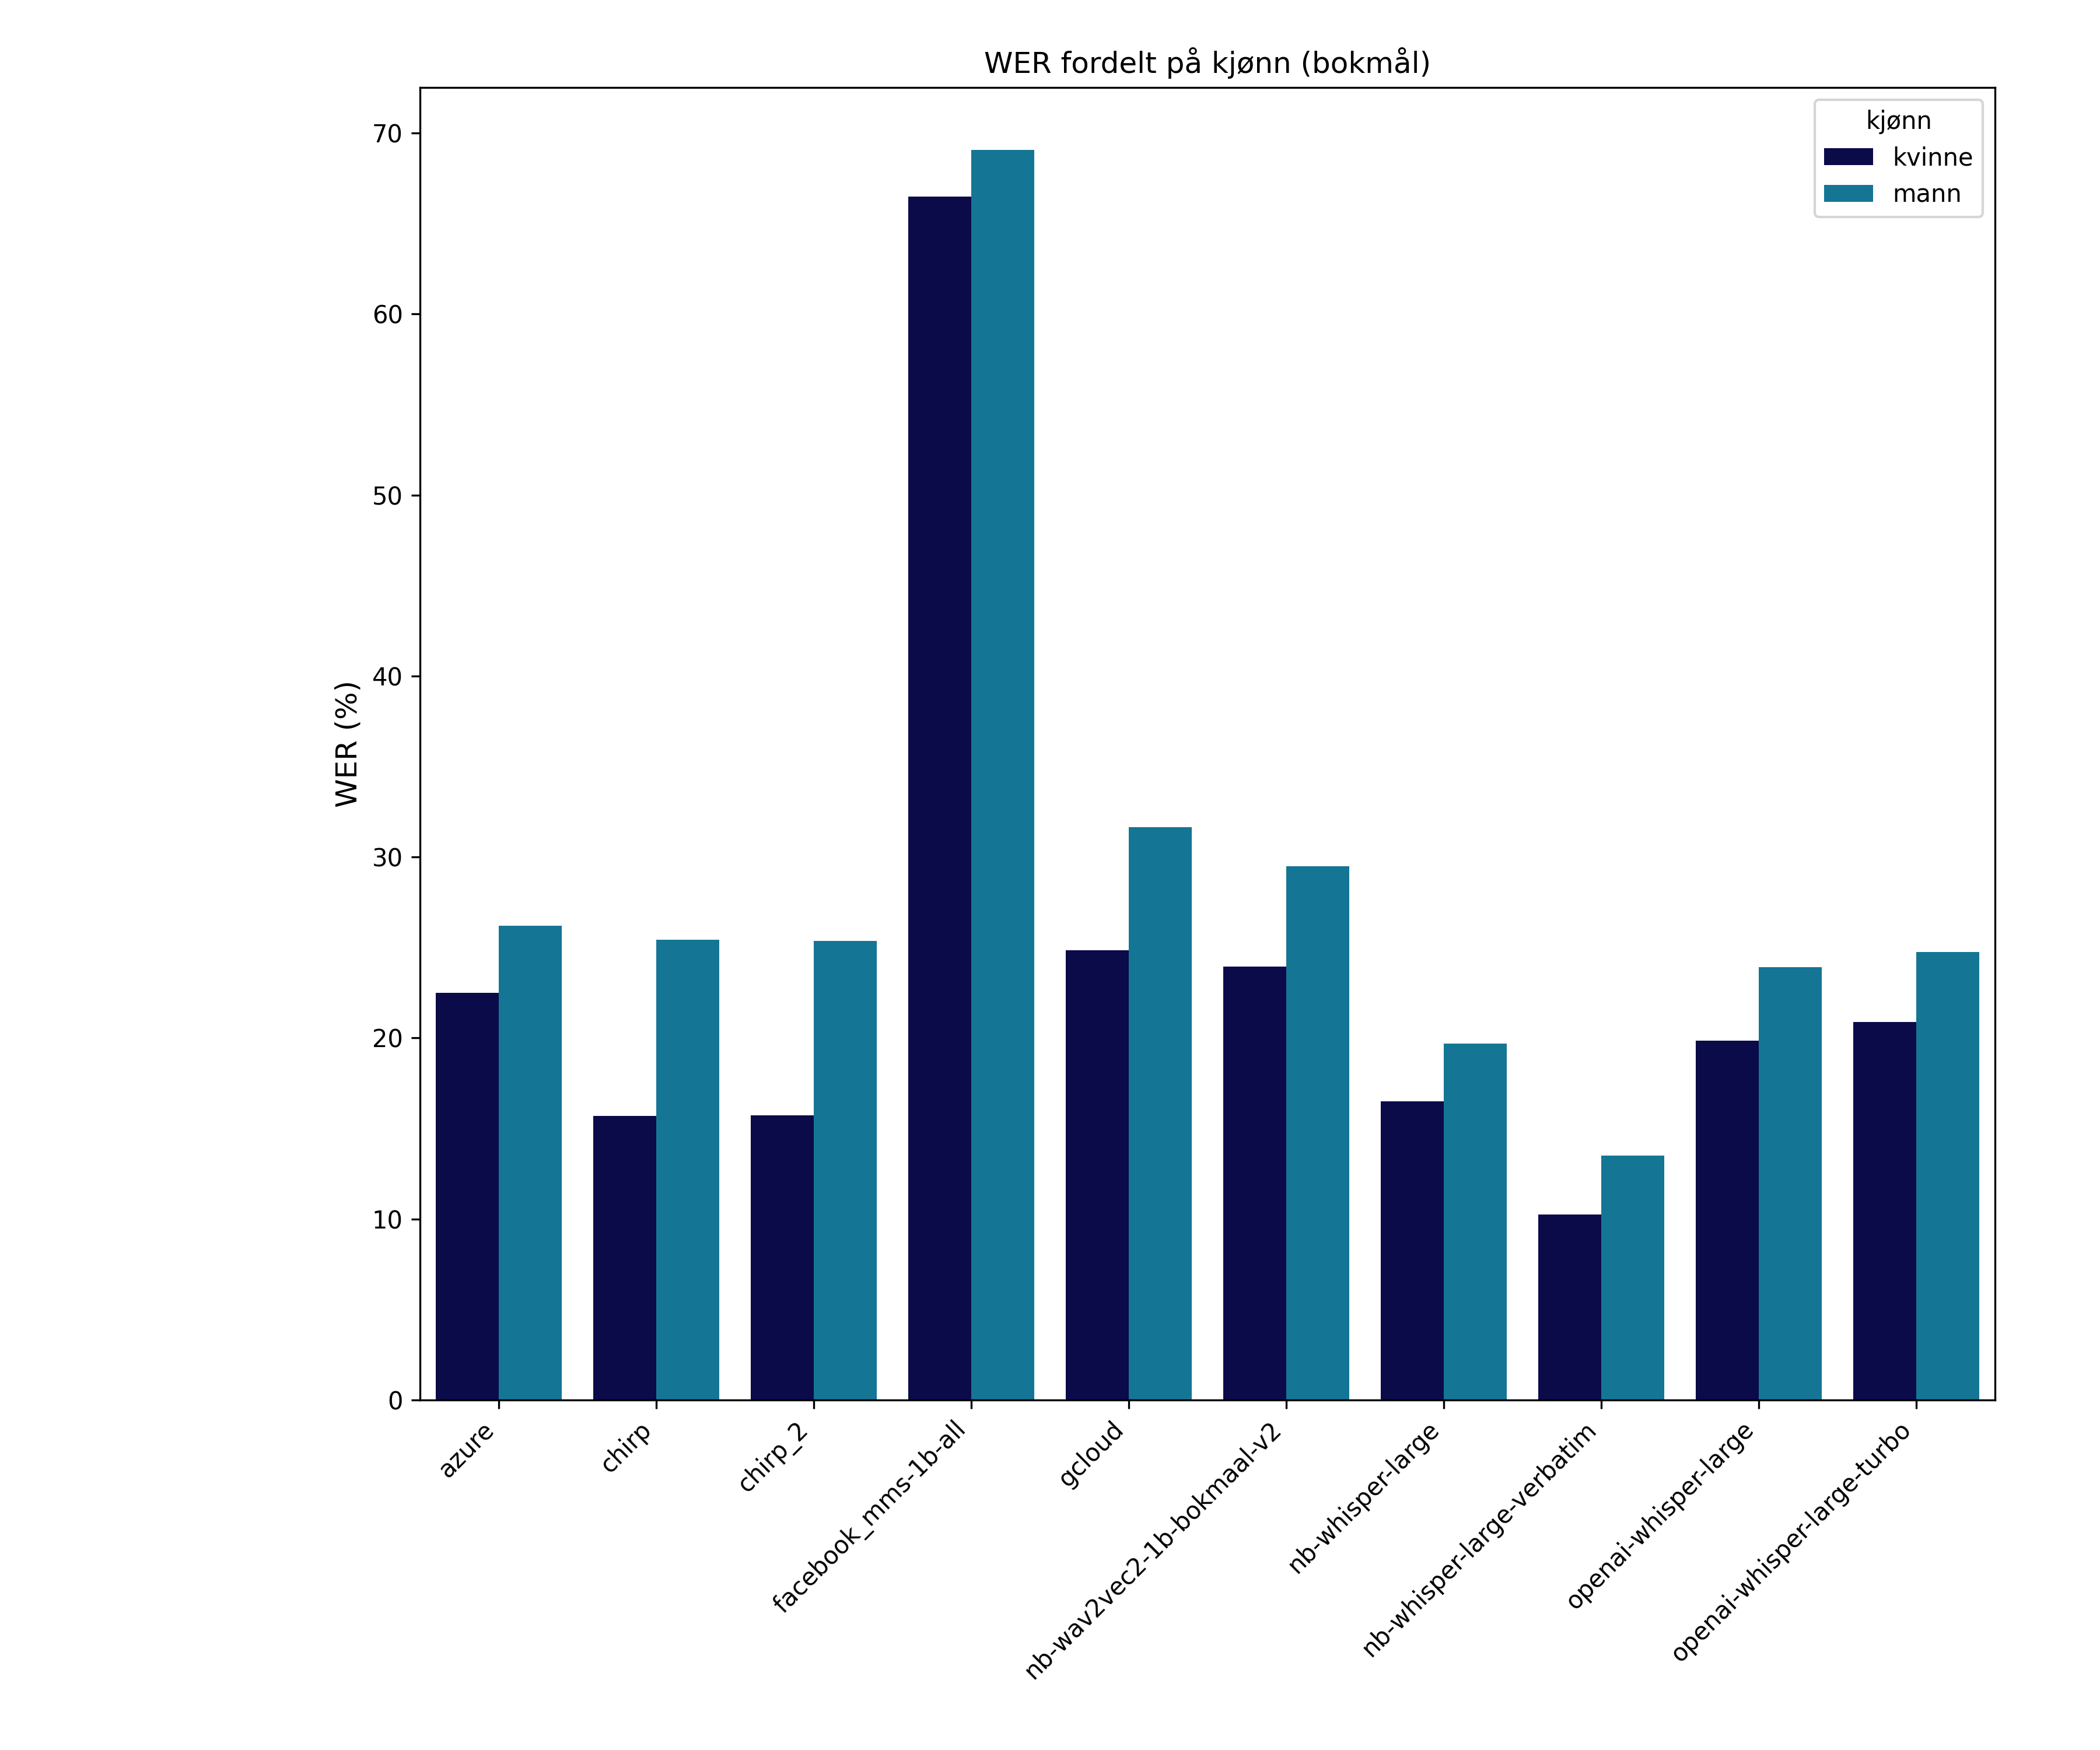 WER fordelt på kjønn (bokmål)
kjønn
kvinne
mann
WER (%)
70
60
50
40
30
20
10
0
azure
chirp
chirp_2
facebook_mms-1b-all
gcloud
nb-wav2vec2-1b-bokmaal-v2
nb-whisper-large
nb-whisper-large-verbatim
openai-whisper-large
openai-whisper-large-turbo